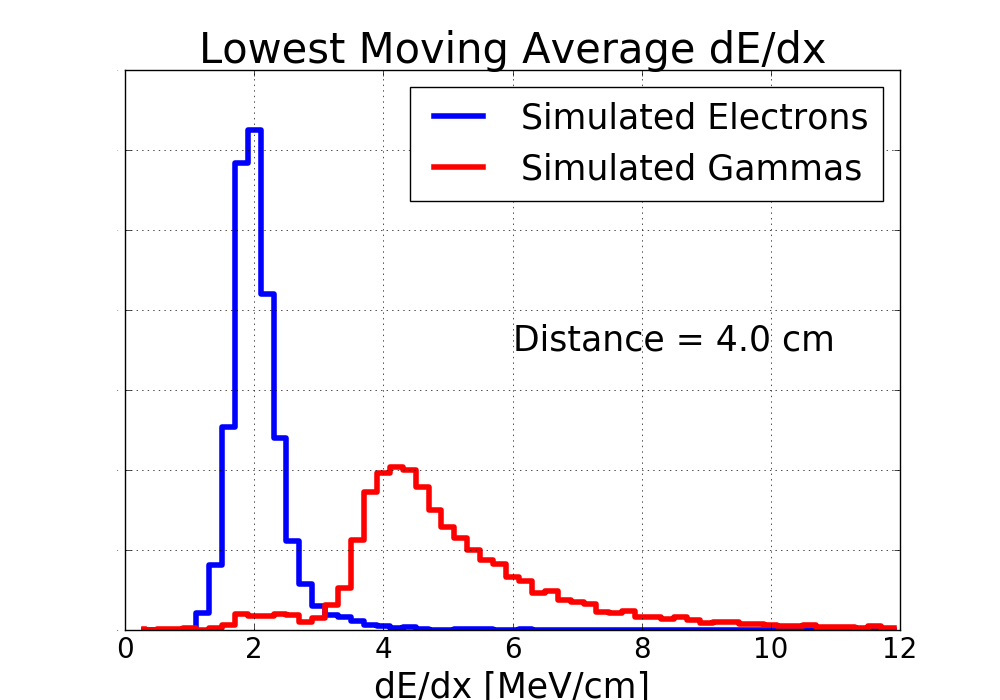 Lowest Moving Average dE/dx
Simulated Electrons
Simulated Gammas
Distance = 4.0 cm
0 2 4 6 8 10 12
dE/dx [MeV/cm]